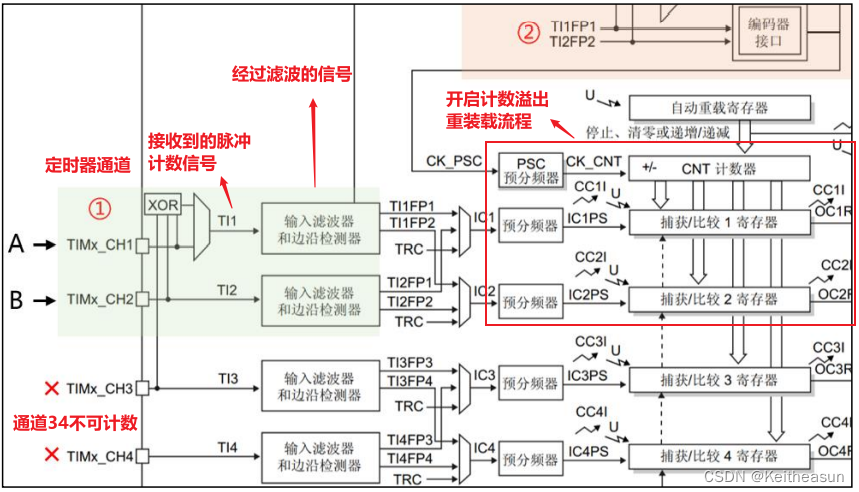 ②
TI1FP1
TI2FP2
编码器
接口
经过滤波的信号
开启计数溢出
重装载流程
U
自动重载寄存器
停止、清零或递增/递减
U
接收到的脉冲
计数信号
定时器通道
CK_PSC
PSC
预分频器
CK_CNT
+/-
CNT 计数器
①
XOR
TI1
输入滤波器
和边沿检测器
TI1FP1
TI1FP2
TRC
IC1
预分频器
IC1PS
CC1I
U
捕获/比较 1 寄存器
CC1I
OC1R
A
TIMx_CH1
B
TIMx_CH2
TI2
输入滤波器
和边沿检测器
TI2FP1
TI2FP2
TRC
IC2
预分频器
IC2PS
CC2I
U
捕获/比较 2 寄存器
CC2I
OC2R
TIMx_CH3
TI3
输入滤波器
和边沿检测器
TI3FP3
TI3FP4
TRC
IC3
预分频器
IC3PS
CC3I
U
捕获/比较 3 寄存器
CC3I
OC3R
通道34不可计数
TIMx_CH4
TI4
输入滤波器
和边沿检测器
TI4FP3
TI4FP4
TRC
IC4
预分频器
IC4PS
CC4I
U
捕获/比较 4 寄存器
CC4I
OC4R
CSDN @Keitheasun